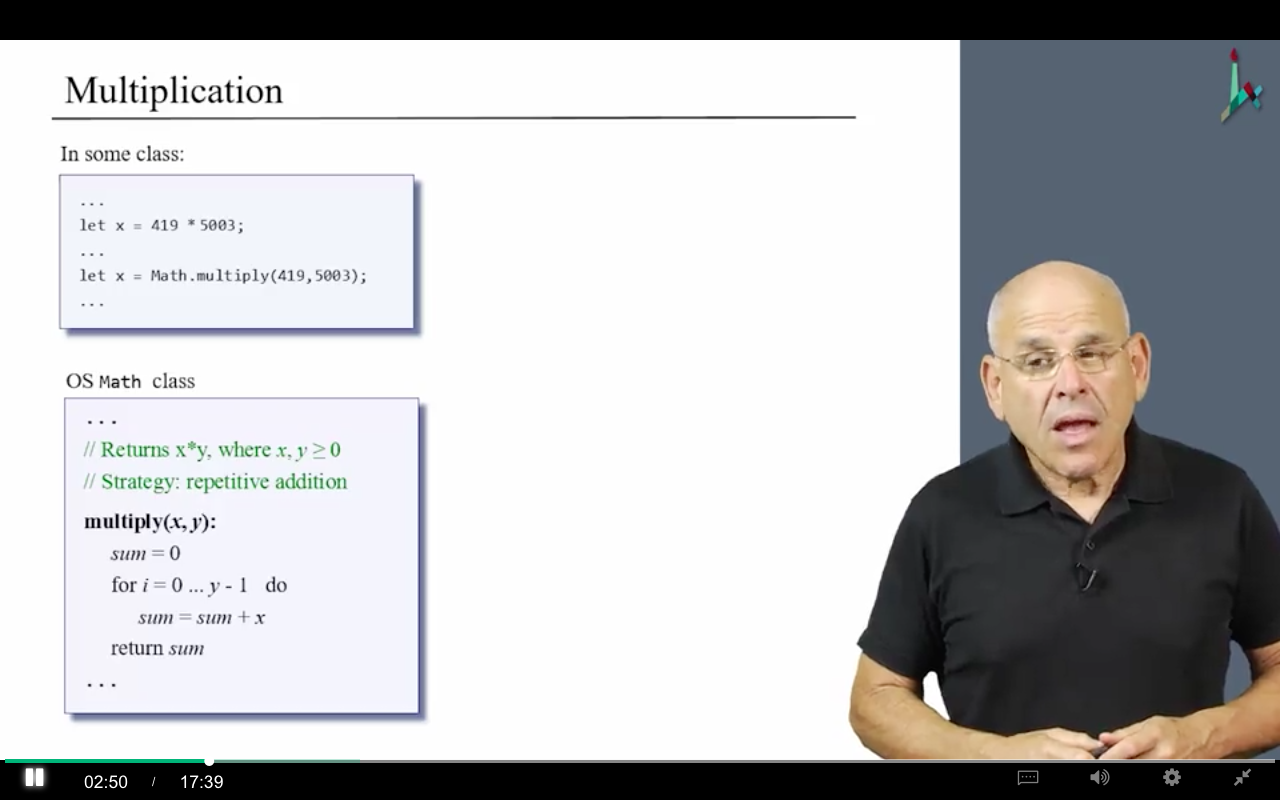 Multiplication
In some class:
...
let x = 419 * 5003;
...
let x = Math.multiply(419,5003);
...
OS Math class
...
// Returns x*y, where x, y ≥ 0
// Strategy: repetitive addition
multiply(x, y):
sum = 0
for i = 0 ... y - 1 do
sum = sum + x
return sum
...
02:50 / 17:39